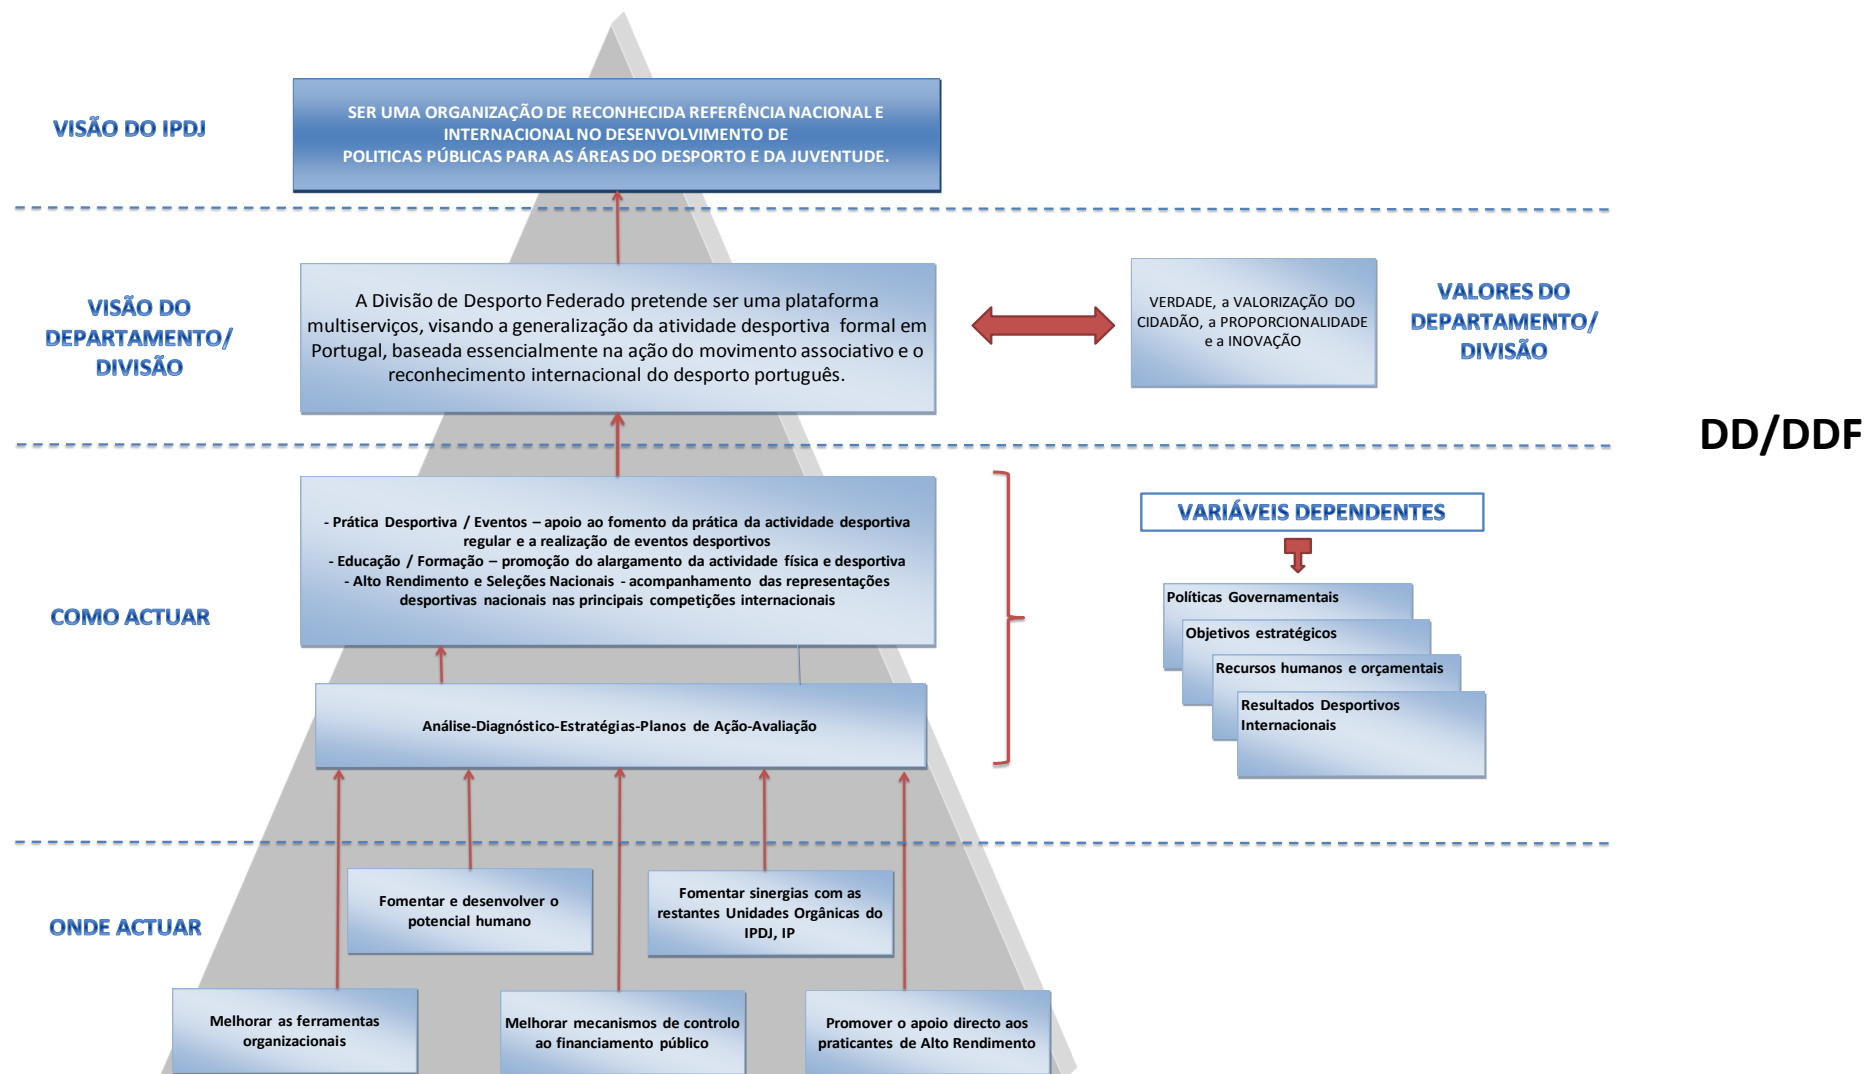 VISÃO DO IPDJ
SER UMA ORGANIZAÇÃO DE RECONHECIDA REFERÊNCIA NACIONAL E
INTERNACIONAL NO DESENVOLVIMENTO DE
POLITICAS PÚBLICAS PARA AS ÁREAS DO DESPORTO E DA JUVENTUDE.
VISÃO DO
DEPARTAMENTO/
DIVISÃO
A Divisão de Desporto Federado pretende ser uma plataforma
multiserviços, visando a generalização da atividade desportiva formal em
Portugal, baseada essencialmente na ação do movimento associativo e o
reconhecimento internacional do desporto português.
VERDADE, a VALORIZAÇÃO DO
CIDADÃO, a PROPORCIONALIDADE
e a INOVAÇÃO
VALORES DO
DEPARTAMENTO/
DIVISÃO
DD/DDF
COMO ACTUAR
- Prática Desportiva / Eventos – apoio ao fomento da prática da actividade desportiva
regular e a realização de eventos desportivos
- Educação / Formação – promoção do alargamento da actividade física e desportiva
- Alto Rendimento e Seleções Nacionais - acompanhamento das representações
desportivas nacionais nas principais competições internacionais
Análise-Diagnóstico-Estratégias-Planos de Ação-Avaliação
VARIÁVEIS DEPENDENTES
Políticas Governamentais
Objetivos estratégicos
Recursos humanos e orçamentais
Resultados Desportivos
Internacionais
ONDE ACTUAR
Fomentar e desenvolver o
potencial humano
Fomentar sinergias com as
restantes Unidades Orgânicas do
IPDJ, IP
Melhorar as ferramentas
organizacionais
Melhorar mecanismos de controlo
ao financiamento público
Promover o apoio directo aos
praticantes de Alto Rendimento